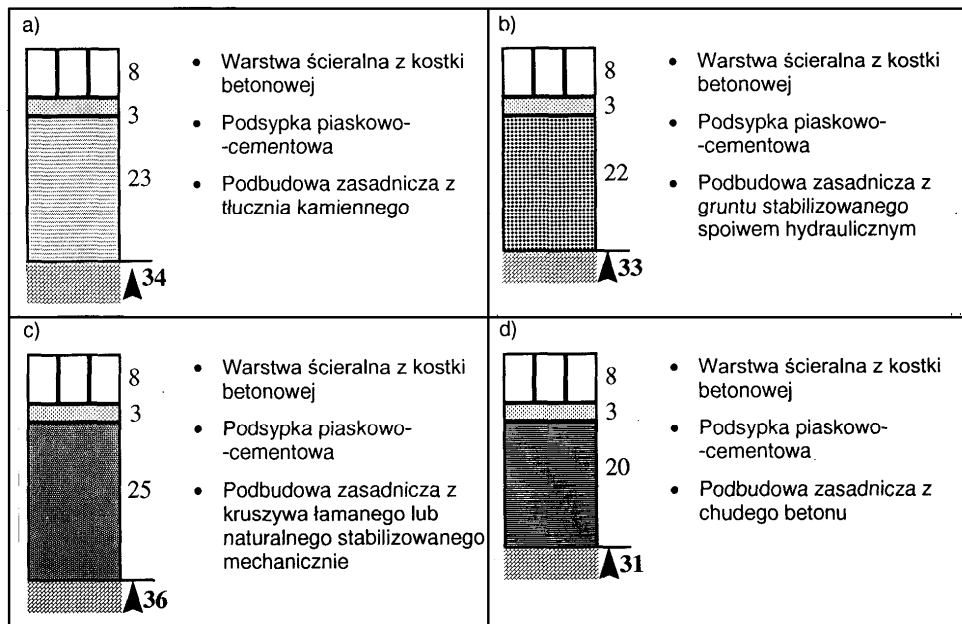 a)
8
3
23
34
• Warstwa ścieralna z kostki
betonowej
• Podsypka piaskowo-
-cementowa
• Podbudowa zasadnicza z
tłucznia kamiennego
b)
8
3
22
33
• Warstwa ścieralna z kostki
betonowej
• Podsypka piaskowo-
-cementowa
• Podbudowa zasadnicza z
gruntu stabilizowanego
spoiwem hydraulicznym
c)
8
3
25
36
• Warstwa ścieralna z kostki
betonowej
• Podsypka piaskowo-
-cementowa
• Podbudowa zasadnicza z
kruszywa łamanego lub
naturalnego stabilizowanego
mechanicznie
d)
8
3
20
31
• Warstwa ścieralna z kostki
betonowej
• Podsypka piaskowo-
-cementowa
• Podbudowa zasadnicza z
chudego betonu